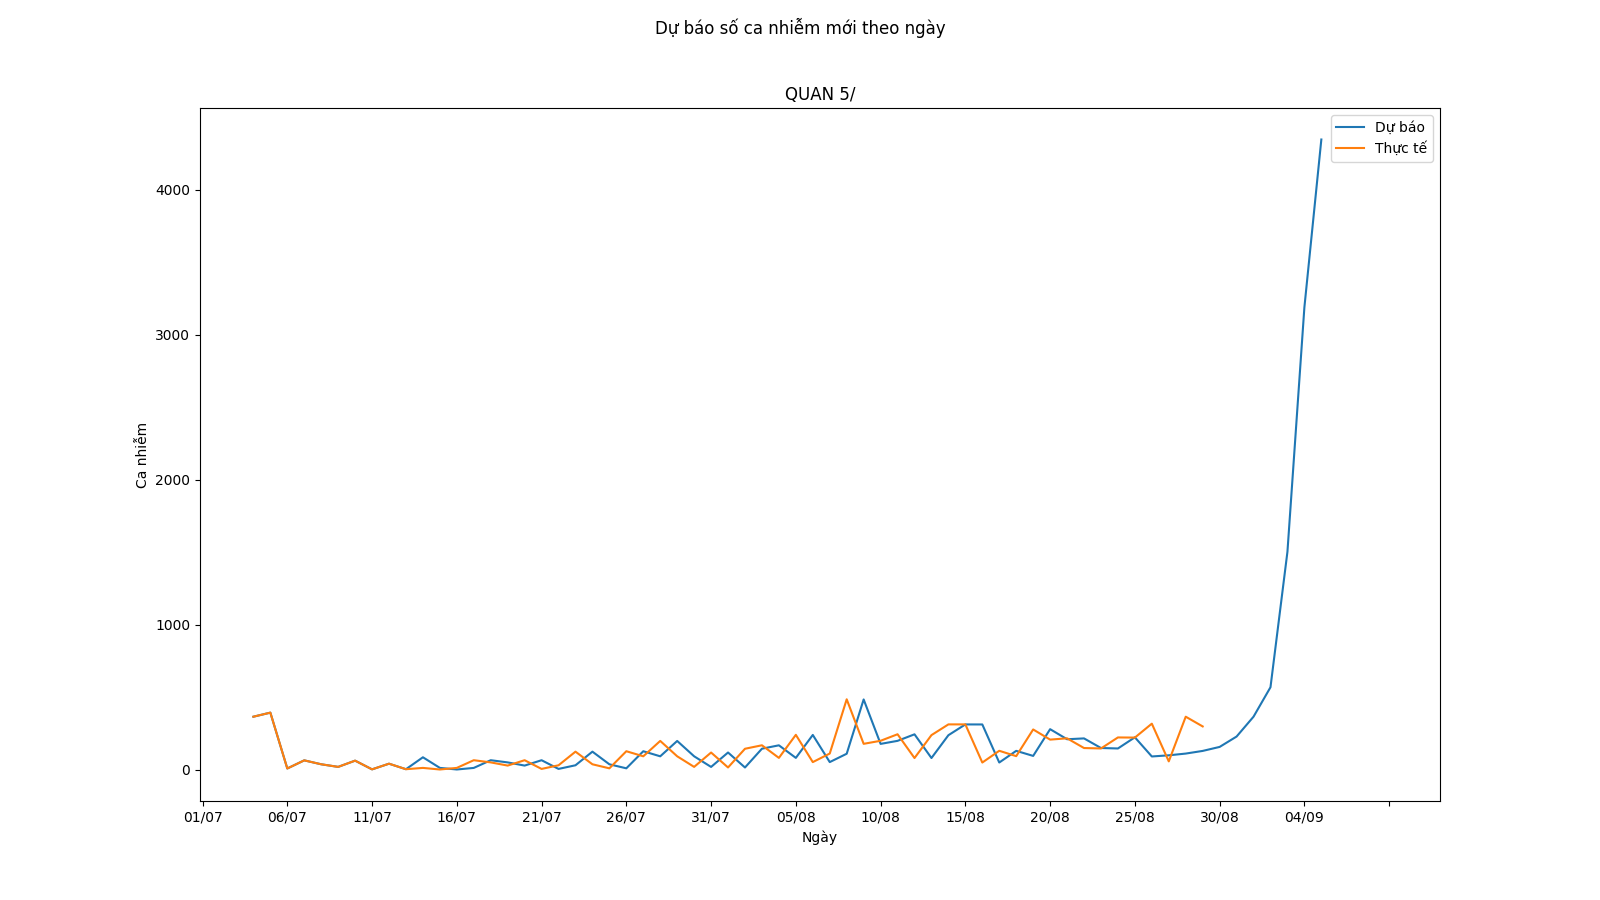 Dự báo số ca nhiễm mới theo ngày
QUAN 5/
Dự báo
Thực tế
4000
3000
2000
1000
0
Ca nhiễm
01/07 06/07 11/07 16/07 21/07 26/07 31/07 05/08 10/08 15/08 20/08 25/08 30/08 04/09
Ngày